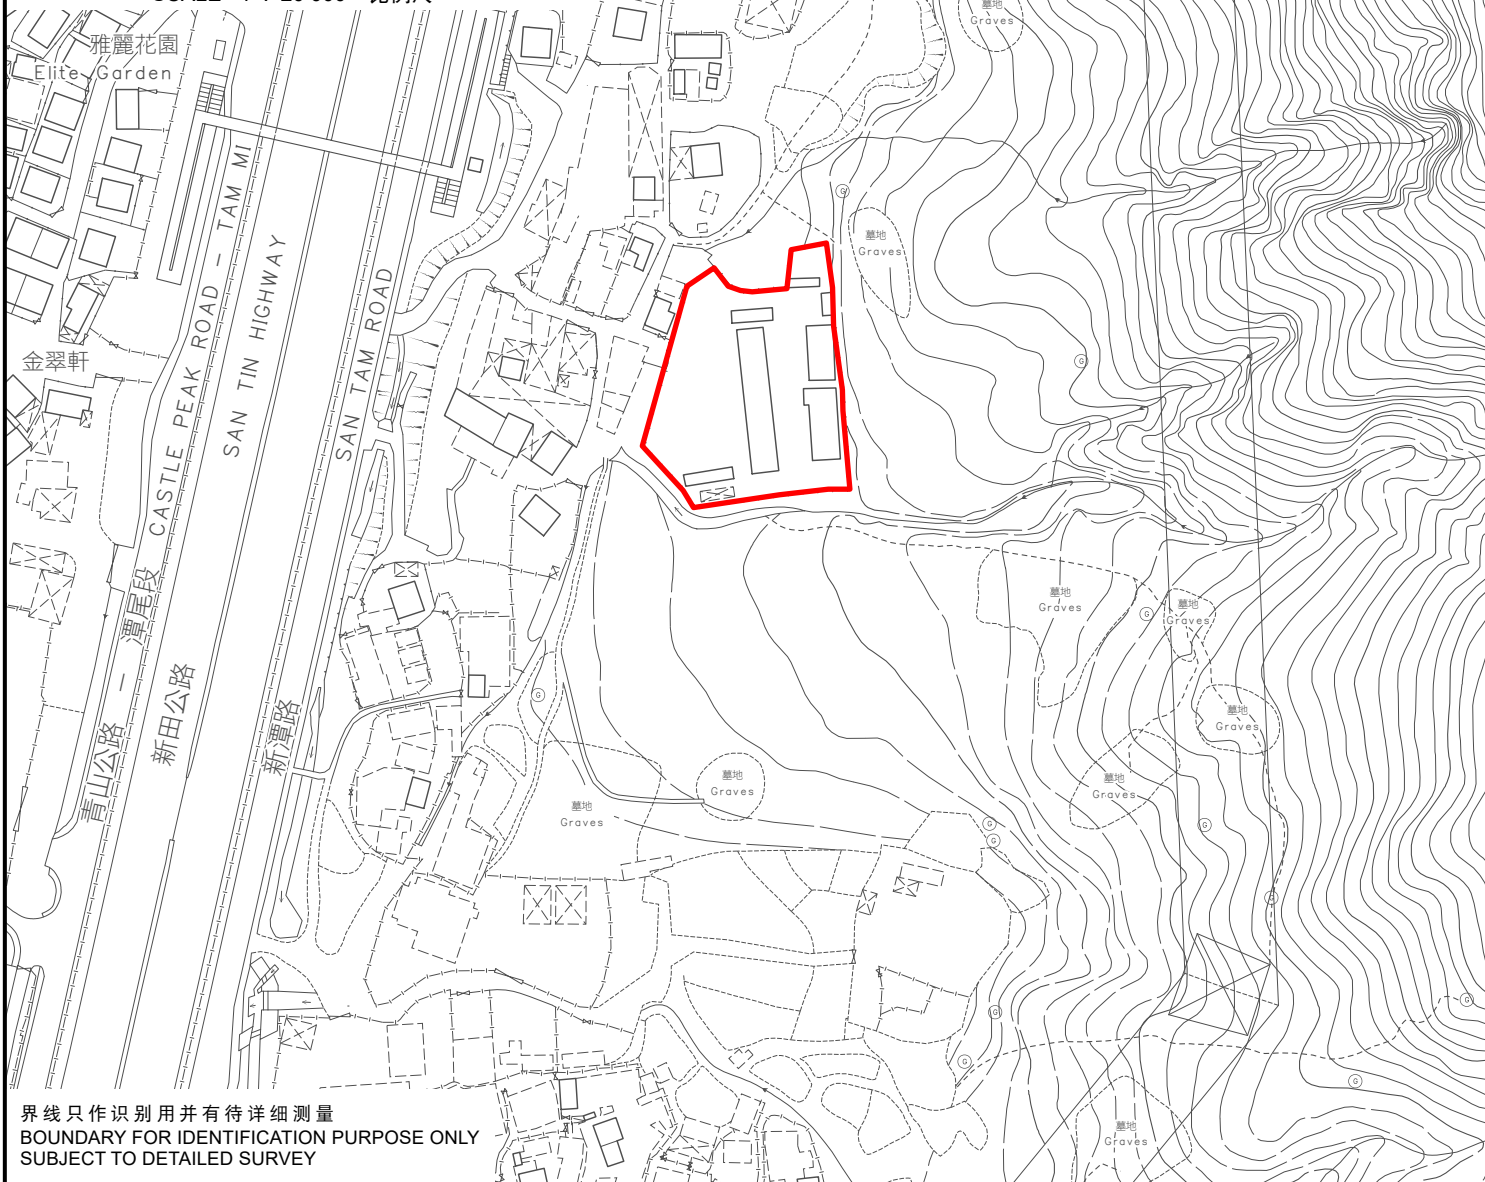 墓地
Graves
雅麗花園
Elite Garden
墓地
Graves
金翠軒
CASTLE PEAK ROAD - TAM MI
SAN TIN HIGHWAY
SAN TAM ROAD
青山公路 - 潭尾段
新田公路
新潭路
G
G
墓地
Graves
墓地
Graves
G
G
墓地
Graves
墓地
Graves
墓地
Graves
墓地
Graves
G
G
G
G
G
G
G
G
墓地
Graves
界线只作识别用并有待详细测量
BOUNDARY FOR IDENTIFICATION PURPOSE ONLY
SUBJECT TO DETAILED SURVEY